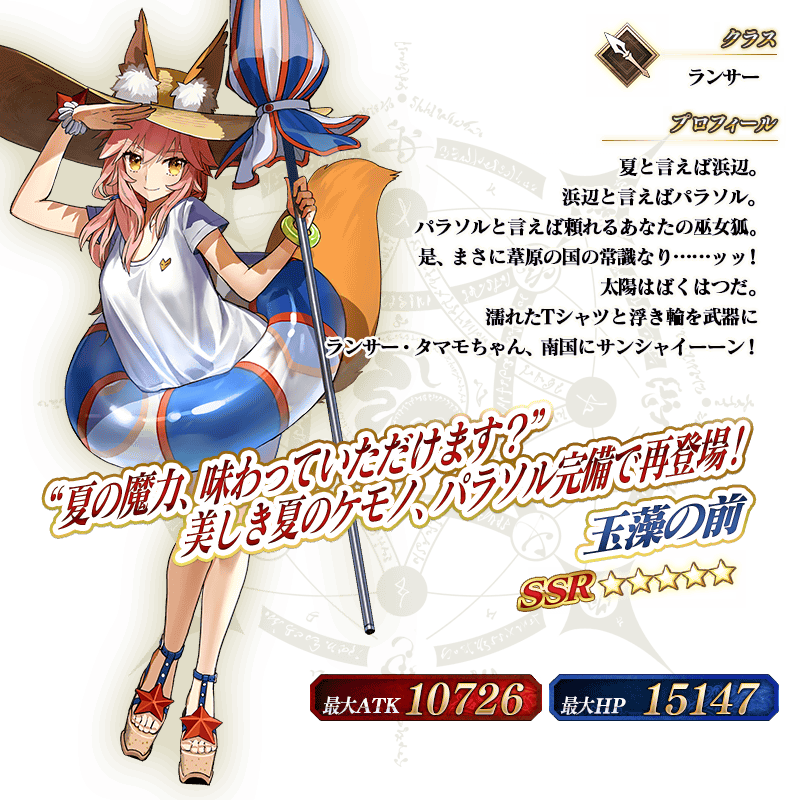 クラス
ランサー
プロフィール
夏と言えば浜辺。
浜辺と言えばパラソル。
パラソルと言えば頼れるあなたの巫女狐。
是、まさに葦原の国の常識なり……ッッ!
太陽はばくはつだ。
濡れたTシャツと浮き輪を武器に
ランサー・タマモちゃん、南国にサンシャイーーン!
“夏の魔力、味わっていただけます?”
美しき夏のケモノ、パラソル完備で再登場!
玉藻の前
SSR☆☆☆☆☆
最大ATK 10726
最大HP 15147